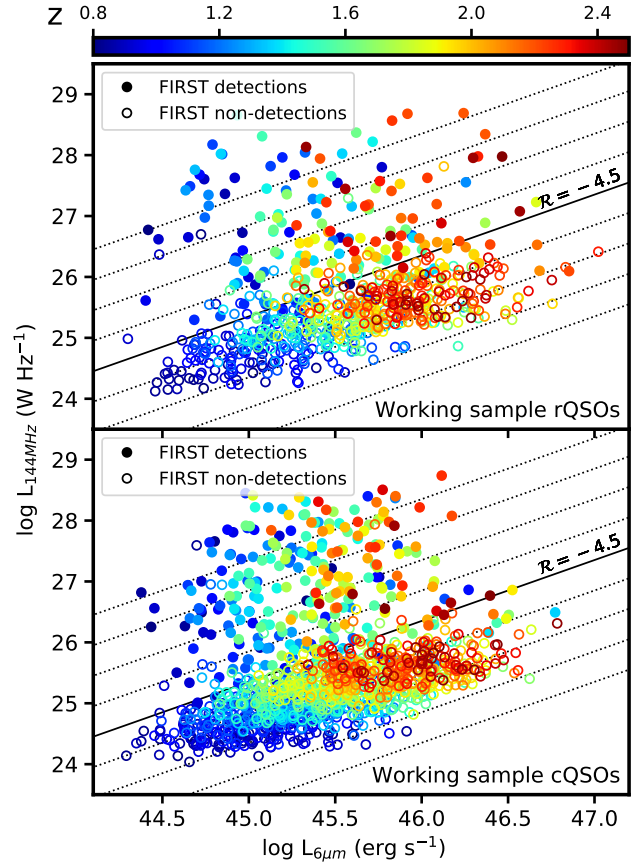 z
0.8 1.2 1.6 2.0 2.4
FIRST detections
FIRST non-detections
R = −4.5
29
28
27
26
25
24
Working sample rQSOs
log L144MHz (W Hz−1)
FIRST detections
FIRST non-detections
R = −4.5
29
28
27
26
25
24
Working sample cQSOs
44.5 45.0 45.5 46.0 46.5 47.0
log L6μm (erg s−1)